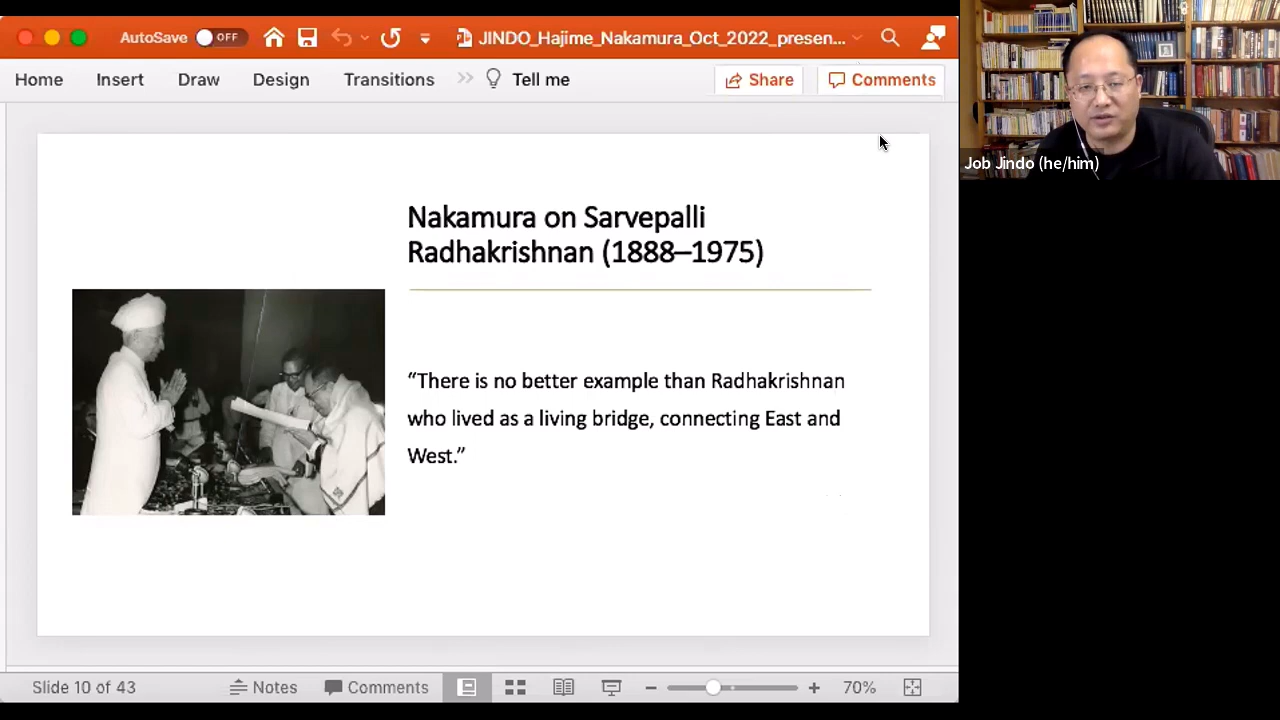 AutoSave OFF JINDO_Hajime_Nakamura_Oct_2022_presen...
Home Insert Draw Design Transitions Tell me Share Comments
Job Jindo (he/him)
Nakamura on Sarvepalli
Radhakrishnan (1888–1975)
“There is no better example than Radhakrishnan
who lived as a living bridge, connecting East and
West.”
Slide 10 of 43 Notes Comments 70%